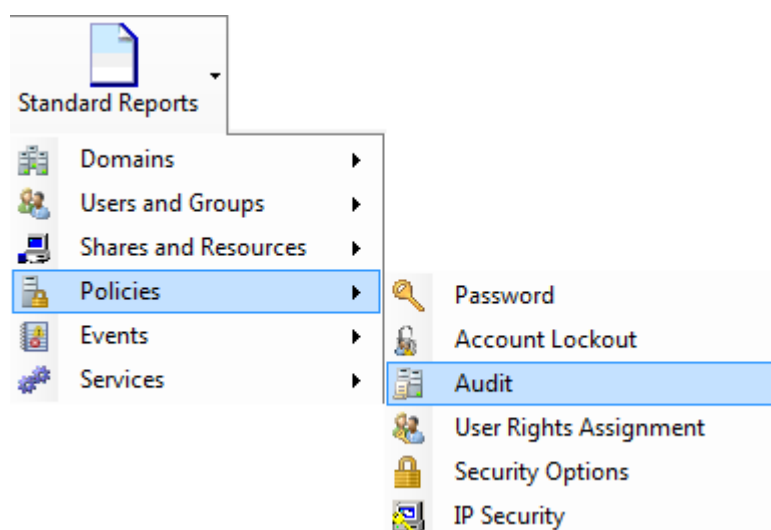 Standard Reports
Domains
Users and Groups
Shares and Resources
Policies
Events
Services
Password
Account Lockout
Audit
User Rights Assignment
Security Options
IP Security